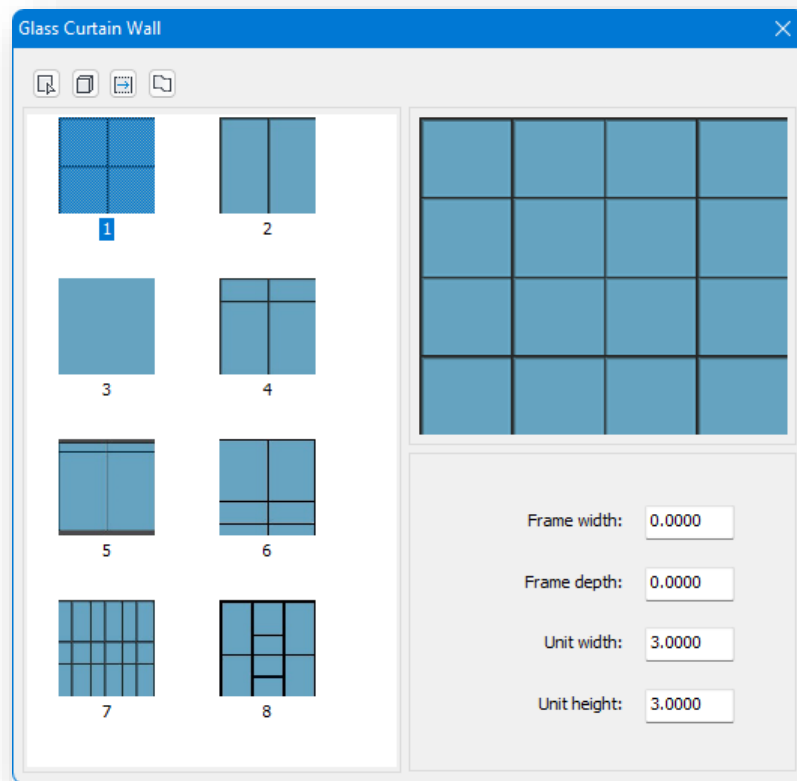 Glass Curtain Wall
1
2
3
4
5
6
7
8
Frame width: 0.0000
Frame depth: 0.0000
Unit width: 3.0000
Unit height: 3.0000